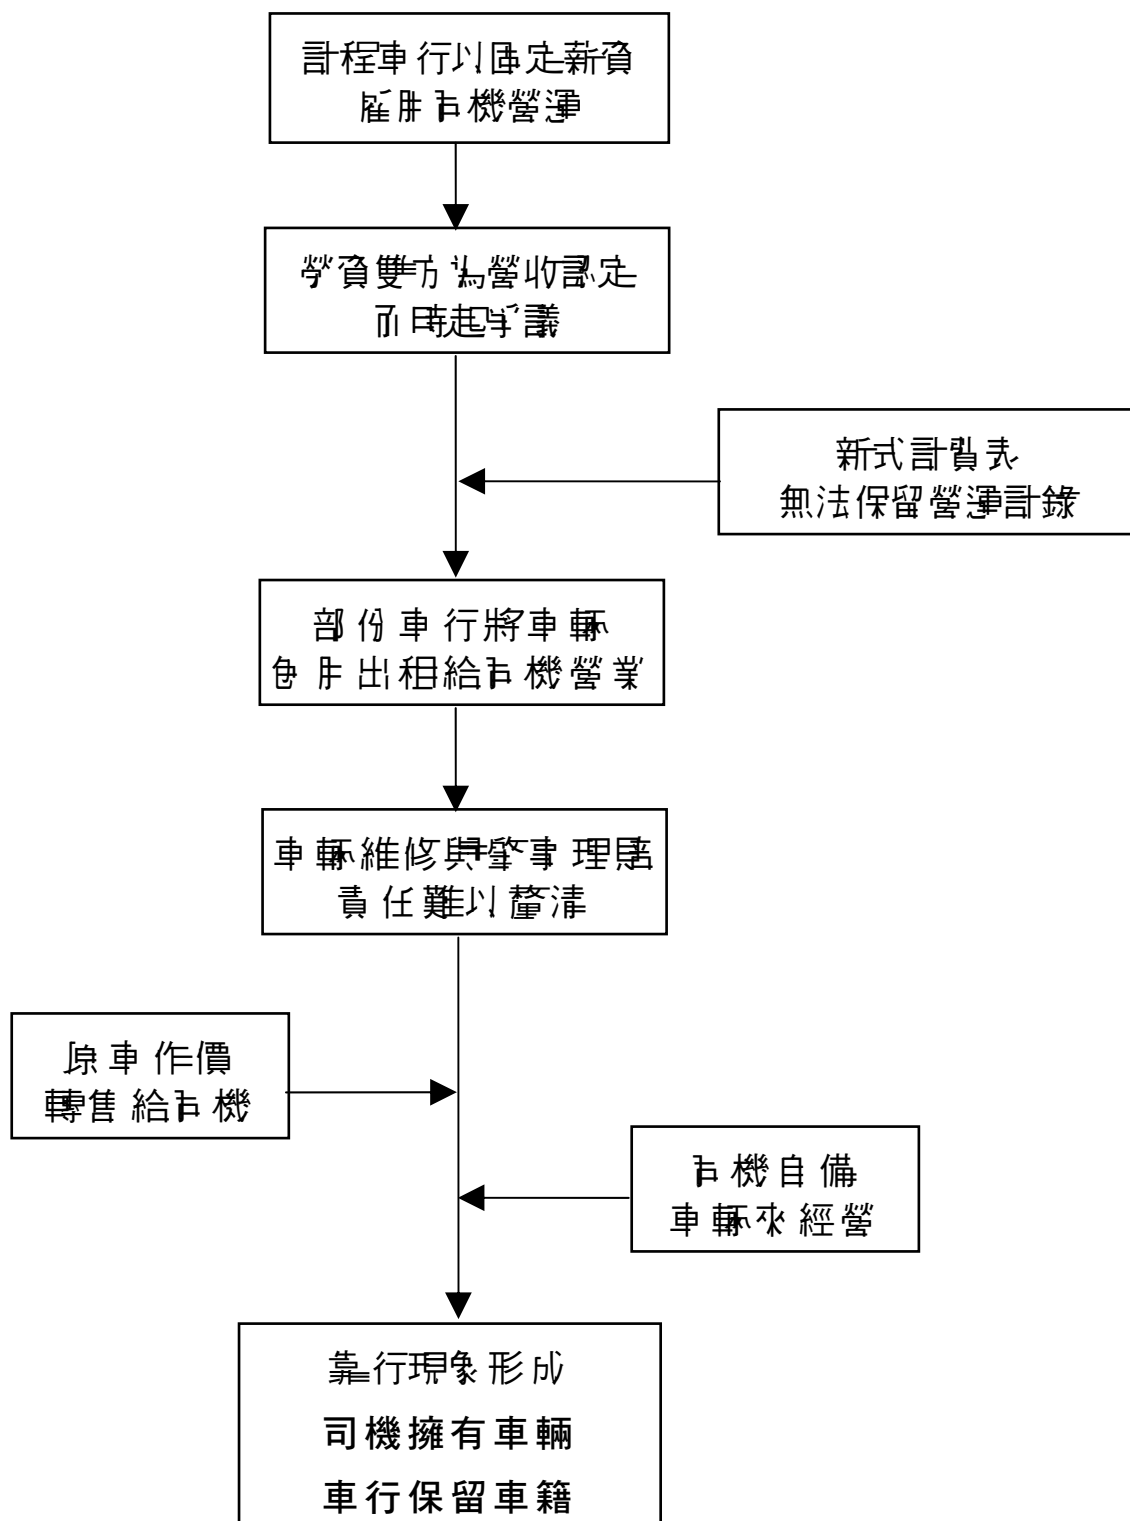 計程車行以固定薪資
雇用司機營運
勞資雙方為營收認定
而時起爭議
新式計費表
無法保留營運計錄
部份車行將車輛
包月出租給司機營業
車輛維修與肇事理賠
責任難以釐清
原車作價
轉售給司機
司機自備
車輛來經營
靠行現象形成
司機擁有車輛
車行保留車籍